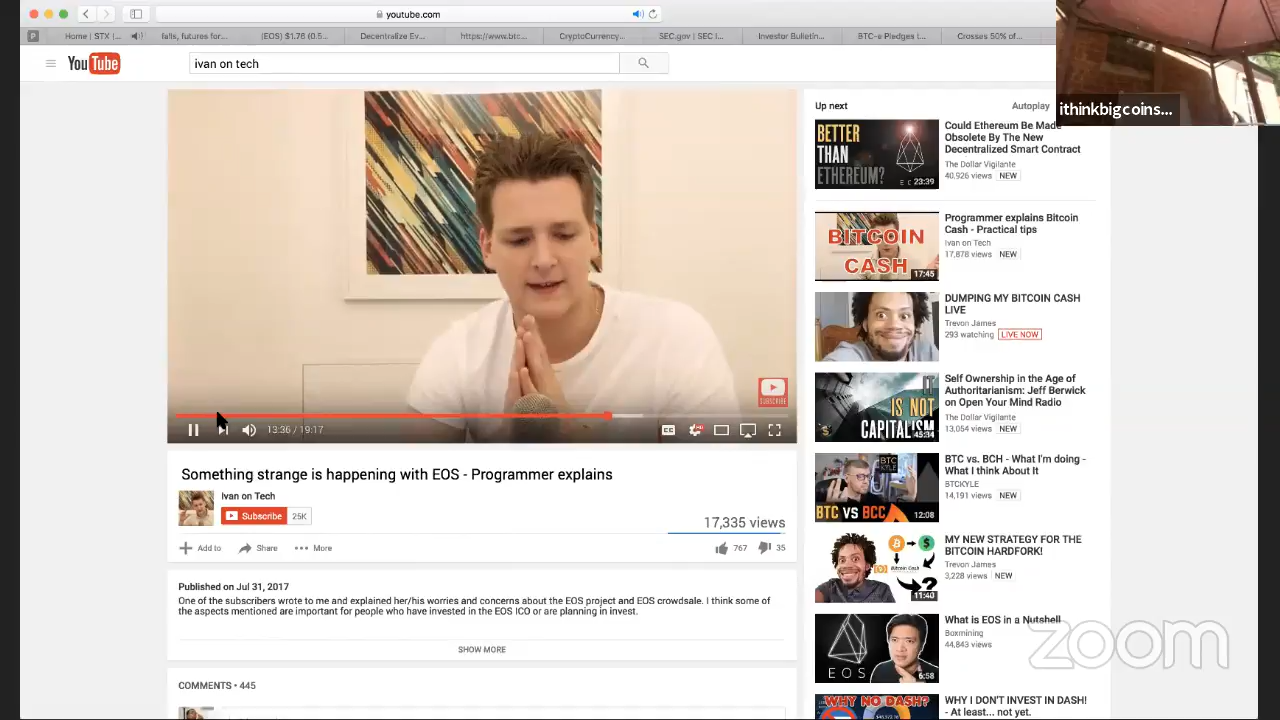 youtube.com
P
Home | STX |...
falls, futures for...
(EOS) $1.76 (0.5...
Decentralize Ev...
https://www.btc...
CryptoCurrency...
SEC.gov | SEC I...
Investor Bulletin...
BTC-e Pledges t...
Crosses 50% of...
YouTube
ivan on tech
ithinkbigcoins...
SUBSCRIBE
13:36 / 19:17
CC
HD
Something strange is happening with EOS - Programmer explains
Ivan on Tech
Subscribe 25K
17,335 views
Add to Share More
767 35
Published on Jul 31, 2017
One of the subscribers wrote to me and explained her/his worries and concerns about the EOS project and EOS crowdsale. I think some of
the aspects mentioned are important for people who have invested in the EOS ICO or are planning in invest.
SHOW MORE
COMMENTS • 445
Up next
Autoplay
BETTER
THAN
ETHEREUM?
23:39
Could Ethereum Be Made
Obsolete By The New
Decentralized Smart Contract
The Dollar Vigilante
40,926 views NEW
BITCOIN
CASH
17:45
Programmer explains Bitcoin
Cash - Practical tips
Ivan on Tech
17,878 views NEW
DUMPING MY BITCOIN CASH
LIVE
Trevon James
293 watching LIVE NOW
IT
IS NOT
CAPITALISM
45:34
Self Ownership in the Age of
Authoritarianism: Jeff Berwick
on Open Your Mind Radio
The Dollar Vigilante
13,054 views NEW
BTC
KYLE
BTC VS BCC
12:08
BTC vs. BCH - What I'm doing -
What I think About It
BTCKYLE
14,191 views NEW
Bitcoin Cash
11:40
MY NEW STRATEGY FOR THE
BITCOIN HARDFORK!
Trevon James
3,228 views NEW
EOS
6:58
What is EOS in a Nutshell
Boxmining
44,843 views
WHY NO DASH?
WHY I DON'T INVEST IN DASH!
- At least... not yet.
zoom